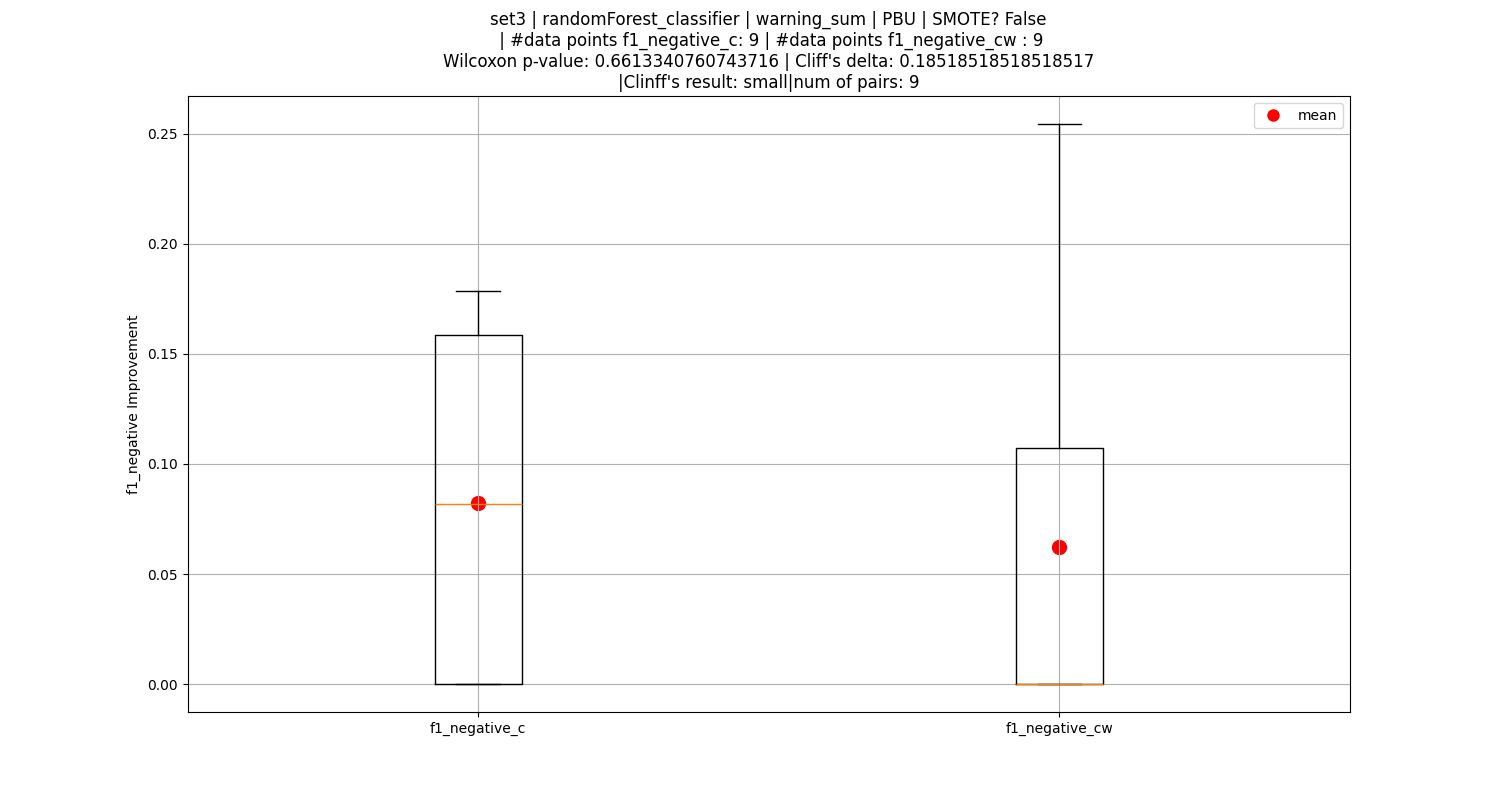 set3 | randomForest_classifier | warning_sum | PBU | SMOTE? False
| #data points f1_negative_c: 9 | #data points f1_negative_cw : 9
Wilcoxon p-value: 0.6613340760743716 | Cliff's delta: 0.18518518518518517
|Clinff's result: small|num of pairs: 9
mean
0.25
0.20
0.15
0.10
0.05
0.00
f1_negative Improvement
f1_negative_c
f1_negative_cw